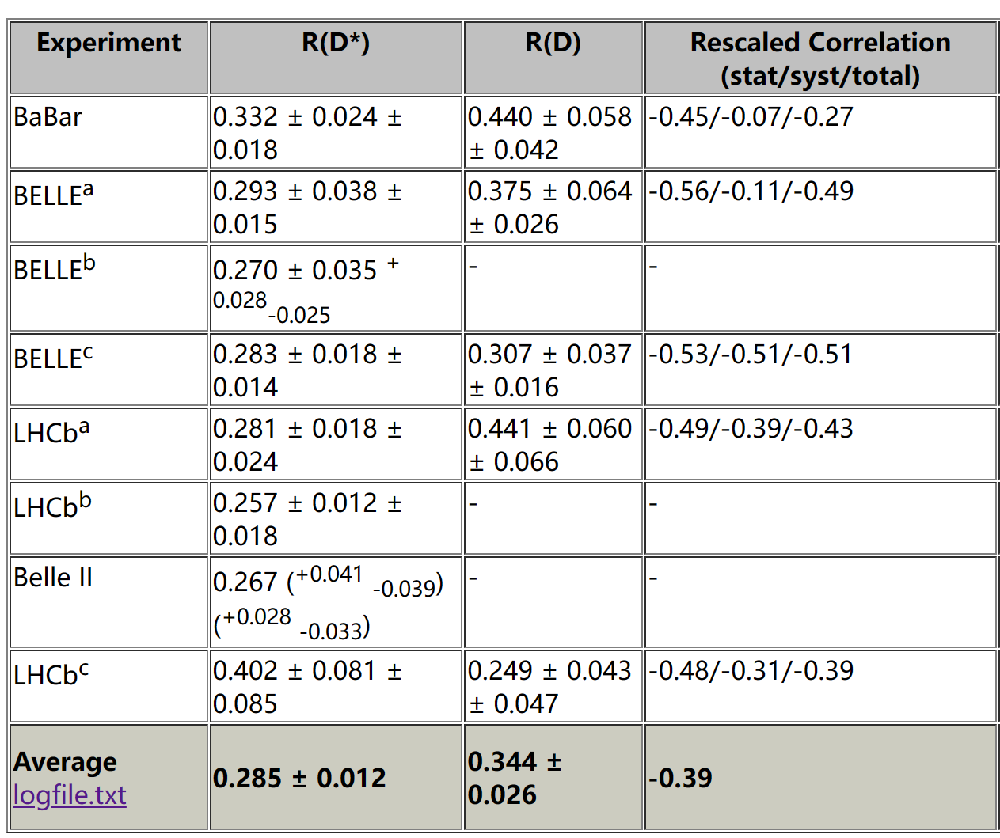 Experiment R(D*) R(D) Rescaled Correlation
(stat/syst/total)
BaBar 0.332 ± 0.024 ± 0.440 ± 0.058 -0.45/-0.07/-0.27
0.018 ± 0.042
BELLEᵃ 0.293 ± 0.038 ± 0.375 ± 0.064 -0.56/-0.11/-0.49
0.015 ± 0.026
BELLEᵇ 0.270 ± 0.035 + - -
0.028 -0.025
BELLEᶜ 0.283 ± 0.018 ± 0.307 ± 0.037 -0.53/-0.51/-0.51
0.014 ± 0.016
LHCbᵃ 0.281 ± 0.018 ± 0.441 ± 0.060 -0.49/-0.39/-0.43
0.024 ± 0.066
LHCbᵇ 0.257 ± 0.012 ± - -
0.018
Belle II 0.267 (+0.041 -0.039) - -
(+0.028 -0.033)
LHCbᶜ 0.402 ± 0.081 ± 0.249 ± 0.043 -0.48/-0.31/-0.39
0.085 ± 0.047
Average 0.285 ± 0.012 0.344 ± -0.39
logfile.txt 0.026